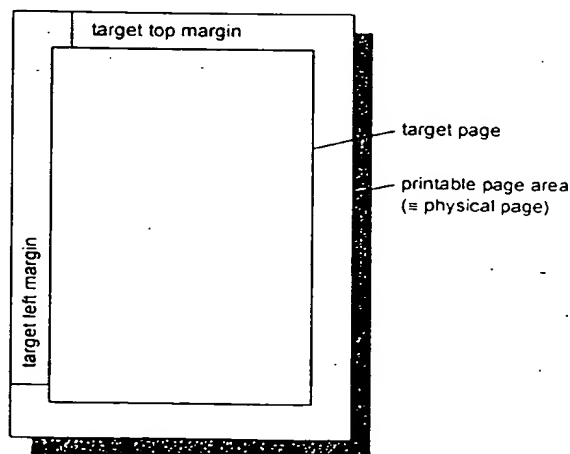 target top margin
target page
printable page area
(≡ physical page)
target left margin